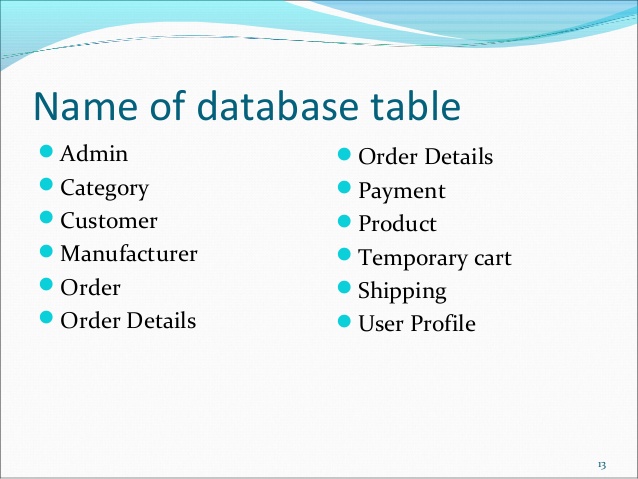 Name of database table
Admin
Category
Customer
Manufacturer
Order
Order Details
Order Details
Payment
Product
Temporary cart
Shipping
User Profile
13